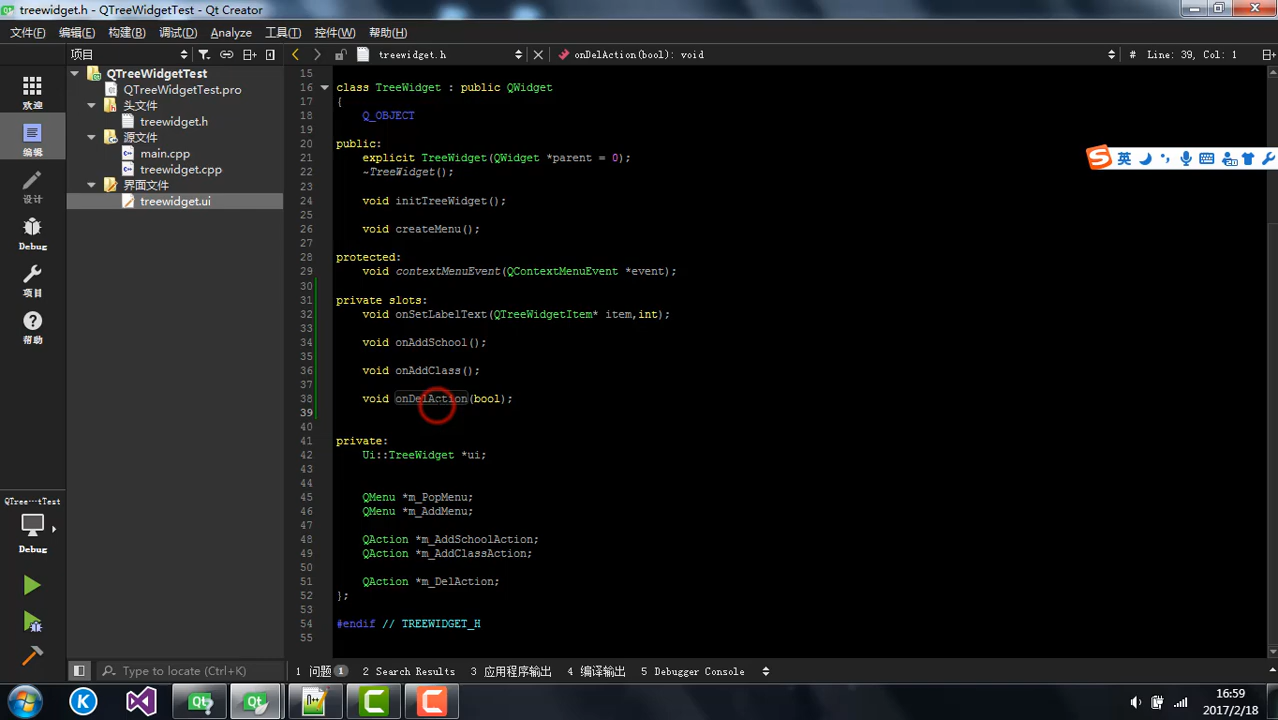 treewidget.h - QTreeWidgetTest - Qt Creator
文件(F) 编辑(E) 构建(B) 调试(D) Analyze 工具(T) 控件(W) 帮助(H)
项目 treewidget.h onDelAction(bool): void # Line: 39, Col: 1
QTreeWidgetTest
QTreeWidgetTest.pro
头文件
treewidget.h
源文件
main.cpp
treewidget.cpp
界面文件
treewidget.ui
欢迎
编辑
设计
Debug
项目
帮助
QTree⋯tTest
Debug
15
16 class TreeWidget : public QWidget
17 {
18 Q_OBJECT
19
20 public:
21 explicit TreeWidget(QWidget *parent = 0);
22 ~TreeWidget();
23
24 void initTreeWidget();
25
26 void createMenu();
27
28 protected:
29 void contextMenuEvent(QContextMenuEvent *event);
30
31 private slots:
32 void onSetLabelText(QTreeWidgetItem* item,int);
33
34 void onAddSchool();
35
36 void onAddClass();
37
38 void onDelAction(bool);
39
40
41 private:
42 Ui::TreeWidget *ui;
43
44
45 QMenu *m_PopMenu;
46 QMenu *m_AddMenu;
47
48 QAction *m_AddSchoolAction;
49 QAction *m_AddClassAction;
50
51 QAction *m_DelAction;
52 };
53
54 #endif // TREEWIDGET_H
55
英
Type to locate (Ctrl+K) 1 问题 1 2 Search Results 3 应用程序输出 4 编译输出 5 Debugger Console
16:59
2017/2/18